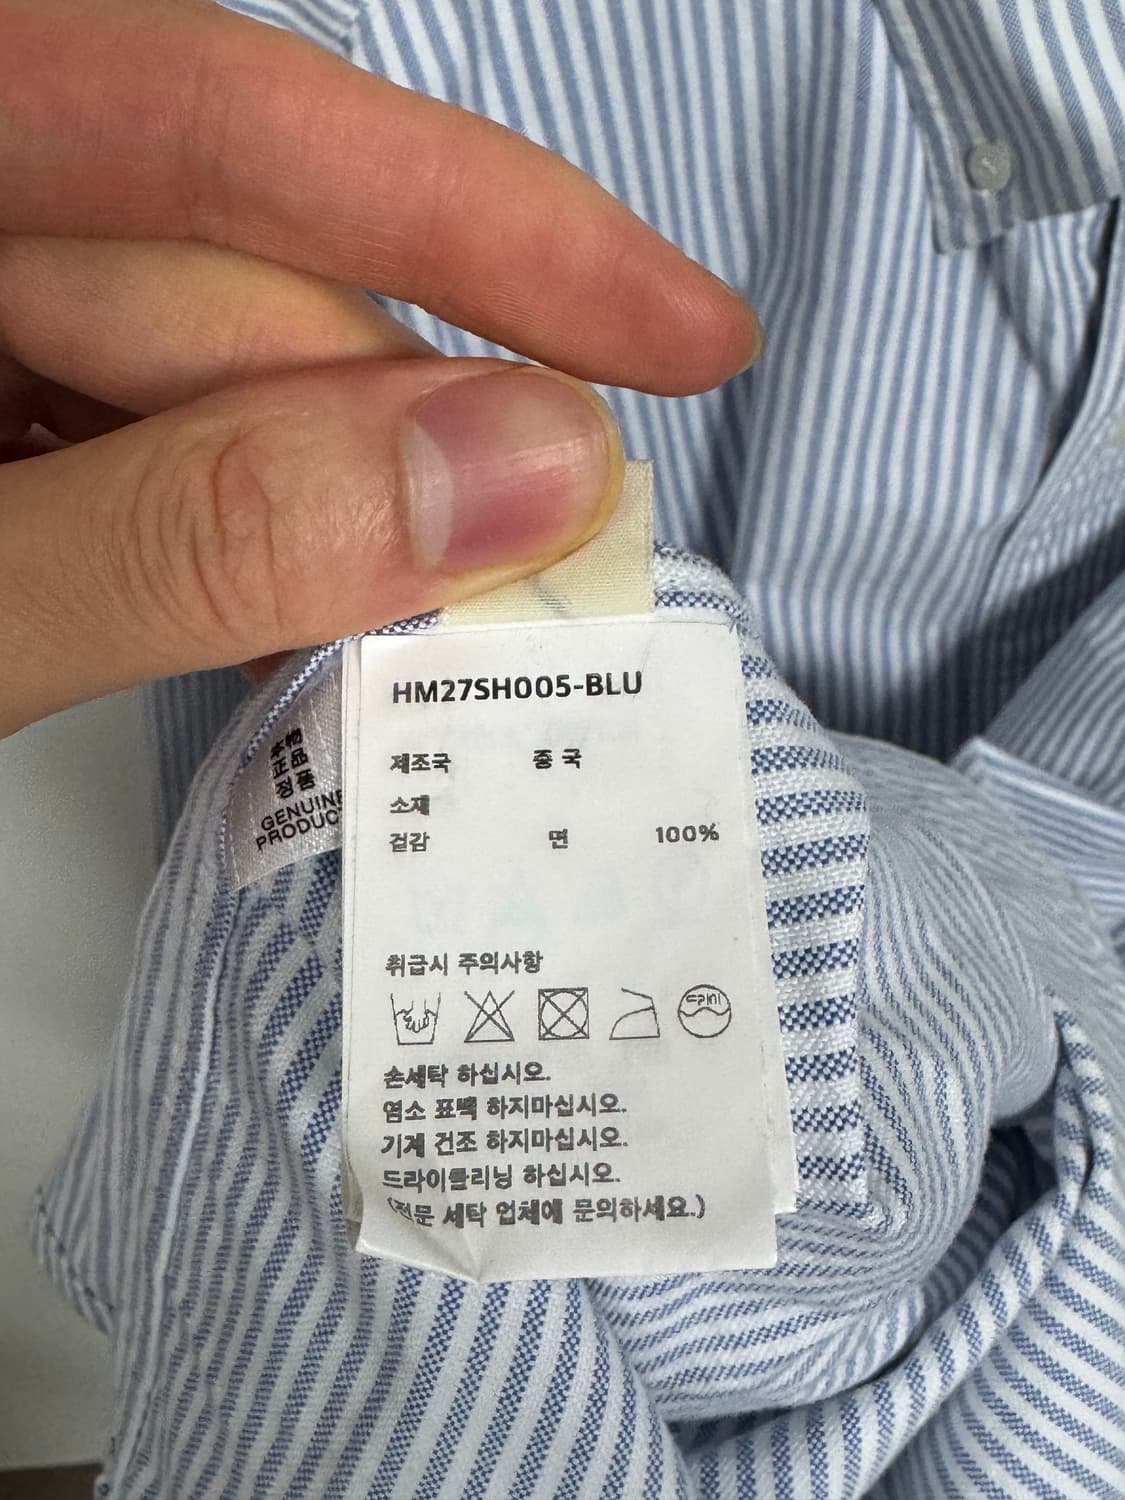 HM27SH005-BLU
제조국 중국
소재
겉감 면 100%
취급시 주의사항
드라이
손세탁 하십시오.
염소 표백 하지마십시오.
기계 건조 하지마십시오.
드라이클리닝 하십시오.
(전문 세탁 업체에 문의하세요.)
本物
正品
정품
GENUINE
PRODUC